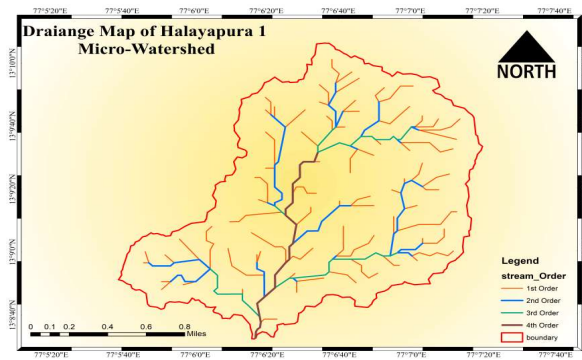 77°5'20"E 77°5'40"E 77°6'0"E 77°6'20"E 77°6'40"E 77°7'0"E 77°7'20"E 77°7'40"E
Draiange Map of Halayapura 1
Micro-Watershed
NORTH
13°10'0"N
13°9'40"N
13°9'20"N
13°9'0"N
13°8'40"N
Legend
stream_Order
1st Order
2nd Order
3rd Order
4th Order
boundary
0 0.1 0.2 0.4 0.6 0.8
Miles
77°5'20"E 77°5'40"E 77°6'0"E 77°6'20"E 77°6'40"E 77°7'0"E 77°7'20"E